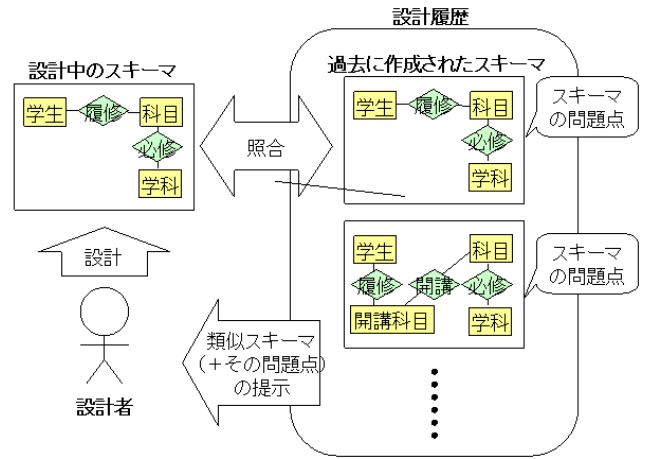 設計履歴
設計中のスキーマ
学生
履修
科目
必修
学科
照合
過去に作成されたスキーマ
学生
履修
科目
必修
学科
スキーマ
の問題点
学生
科目
履修
開講
必修
開講科目
学科
スキーマ
の問題点
設計
設計者
類似スキーマ
(+その問題点)
の提示